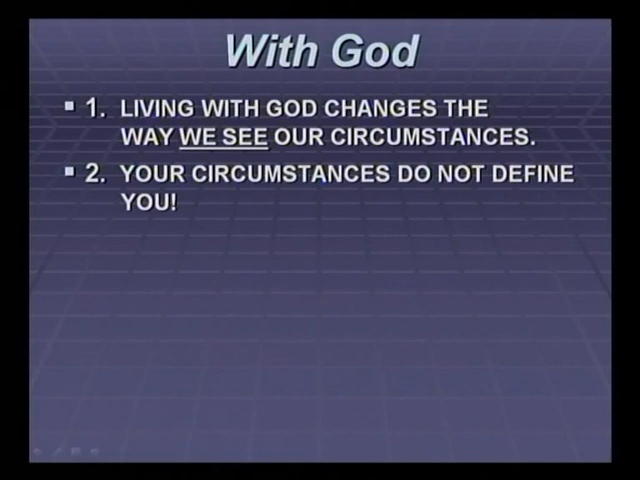 With God
1. LIVING WITH GOD CHANGES THE
WAY WE SEE OUR CIRCUMSTANCES.
2. YOUR CIRCUMSTANCES DO NOT DEFINE
YOU!